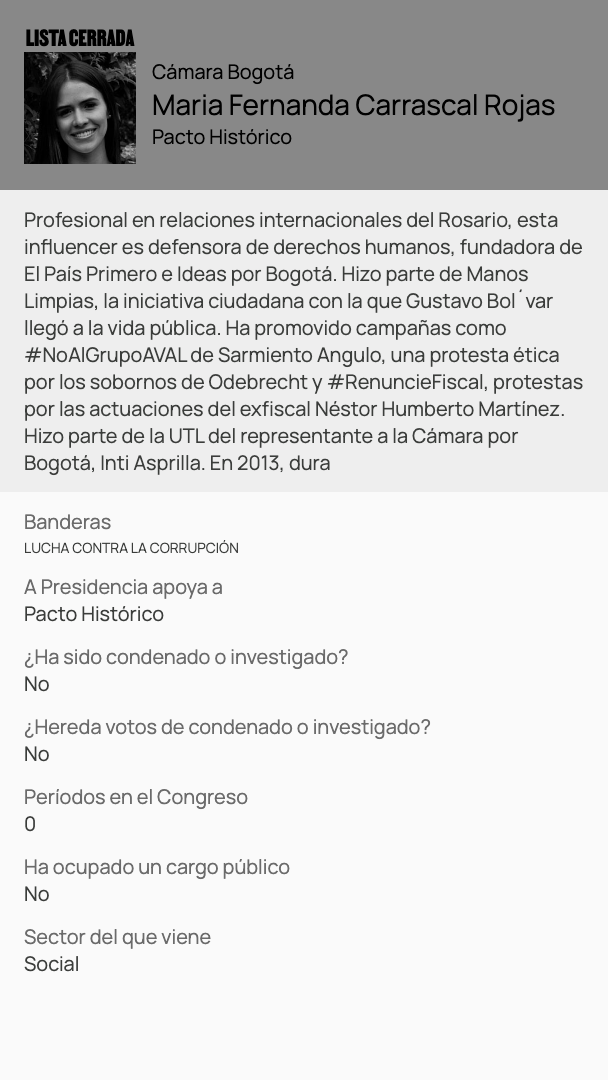 LISTA CERRADA
Cámara Bogotá
Maria Fernanda Carrascal Rojas
Pacto Histórico
Profesional en relaciones internacionales del Rosario, esta
influencer es defensora de derechos humanos, fundadora de
El País Primero e Ideas por Bogotá. Hizo parte de Manos
Limpias, la iniciativa ciudadana con la que Gustavo Bol´var
llegó a la vida pública. Ha promovido campañas como
#NoAlGrupoAVAL de Sarmiento Angulo, una protesta ética
por los sobornos de Odebrecht y #RenuncieFiscal, protestas
por las actuaciones del exfiscal Néstor Humberto Martínez.
Hizo parte de la UTL del representante a la Cámara por
Bogotá, Inti Asprilla. En 2013, dura
Banderas
LUCHA CONTRA LA CORRUPCIÓN
A Presidencia apoya a
Pacto Histórico
¿Ha sido condenado o investigado?
No
¿Hereda votos de condenado o investigado?
No
Períodos en el Congreso
0
Ha ocupado un cargo público
No
Sector del que viene
Social